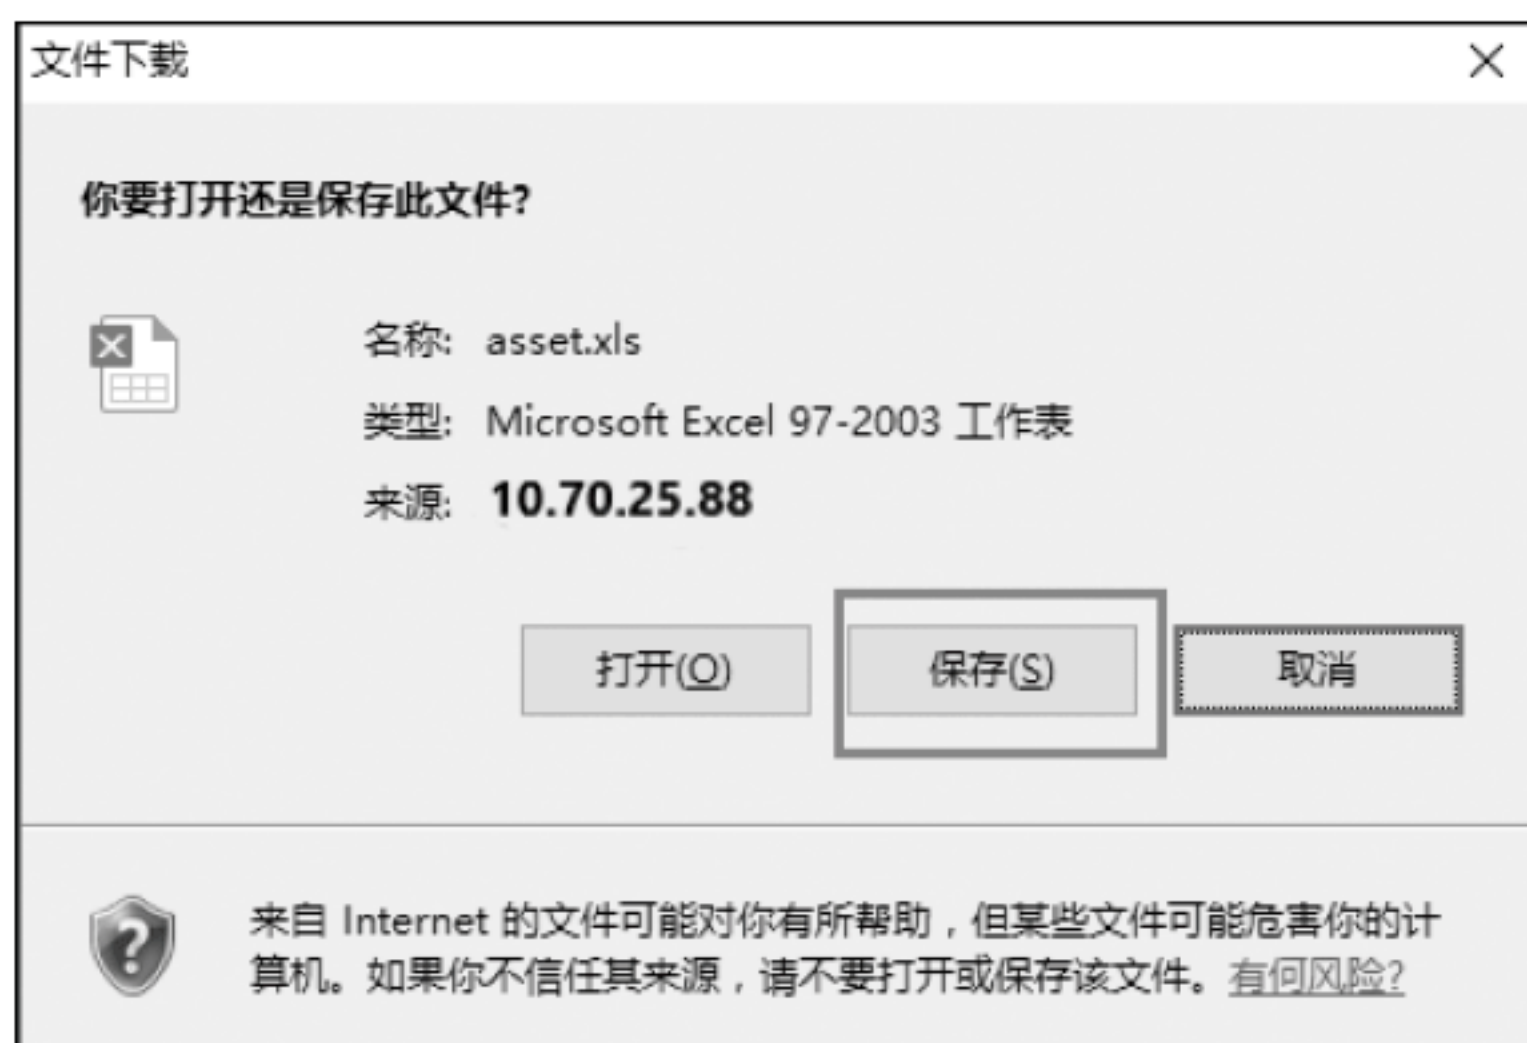 文件下载
你要打开还是保存此文件?
名称: asset.xls
类型: Microsoft Excel 97-2003 工作表
来源: 10.70.25.88
打开(O) 保存(S) 取消
来自 Internet 的文件可能对你有所帮助，但某些文件可能危害你的计
算机。如果你不信任其来源，请不要打开或保存该文件。有何风险?